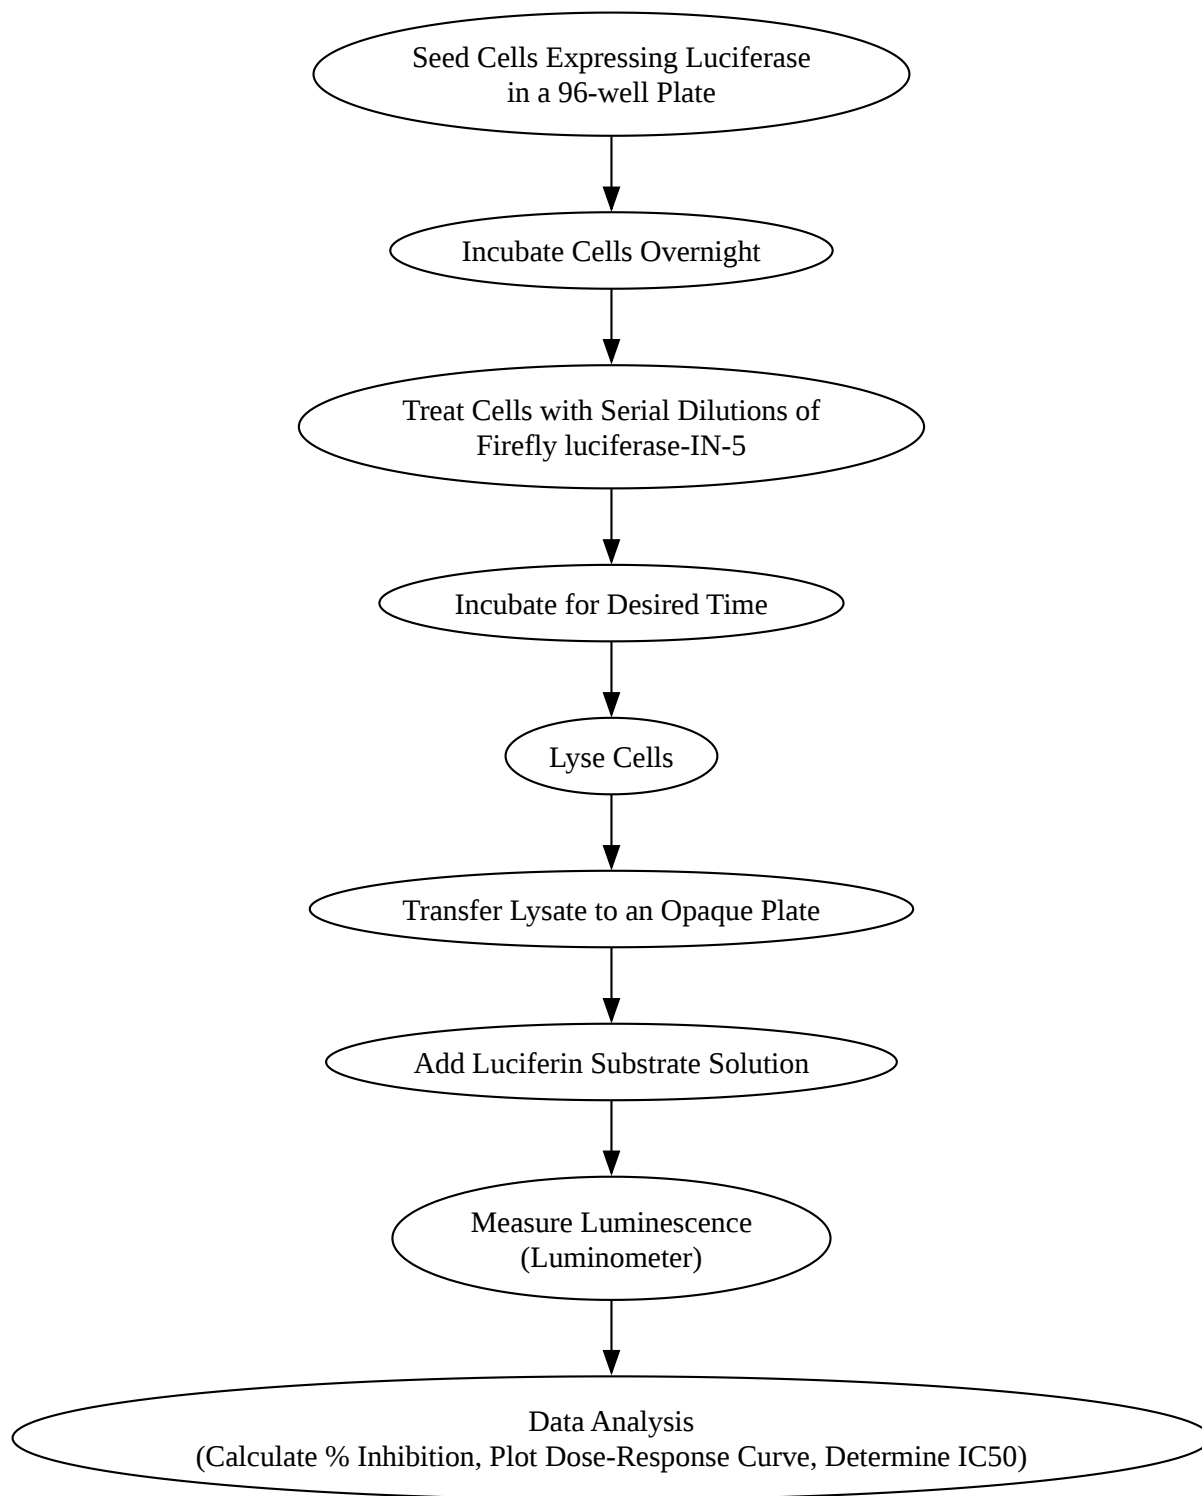 Seed Cells Expressing Luciferase
in a 96-well Plate
Incubate Cells Overnight
Treat Cells with Serial Dilutions of
Firefly luciferase-IN-5
Incubate for Desired Time
Lyse Cells
Transfer Lysate to an Opaque Plate
Add Luciferin Substrate Solution
Measure Luminescence
(Luminometer)
Data Analysis
(Calculate % Inhibition, Plot Dose-Response Curve, Determine IC50)